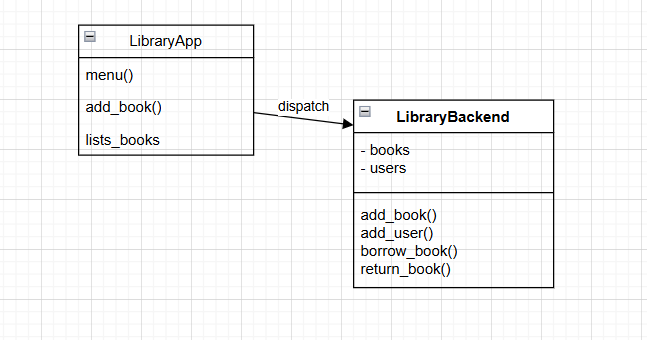 LibraryApp
menu()
add_book()
lists_books
dispatch
LibraryBackend
- books
- users
add_book()
add_user()
borrow_book()
return_book()